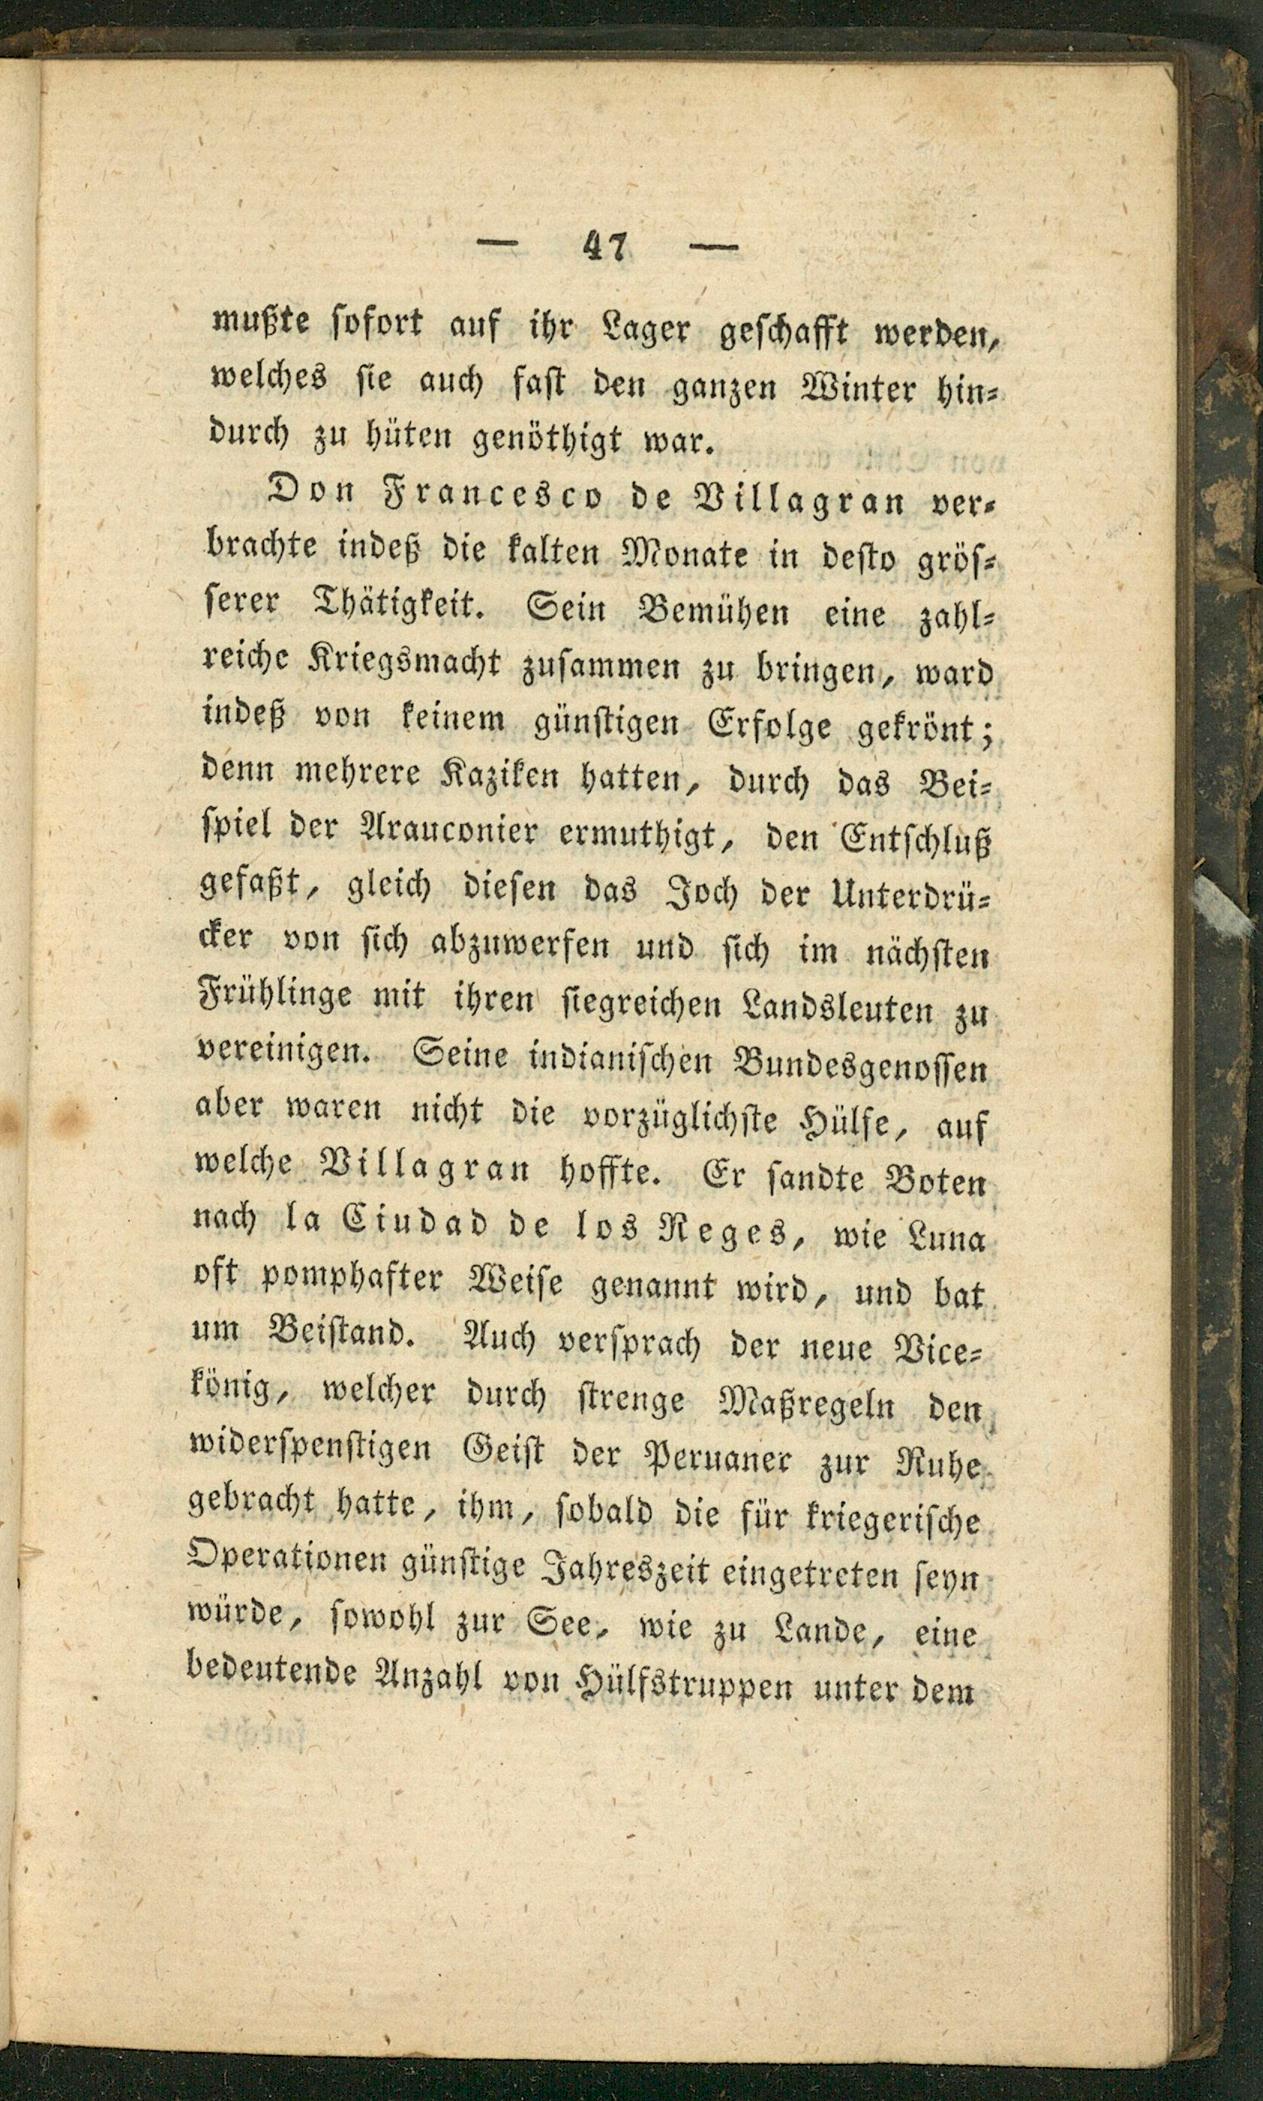 — 47 —
mußte sofort auf ihr Lager geschafft werden,
welches sie auch fast den ganzen Winter hin-
durch zu hüten genöthigt war.
Don Francesco de Villagran ver-
brachte indeß die kalten Monate in desto grös-
serer Thätigkeit. Sein Bemühen eine zahl-
reiche Kriegsmacht zusammen zu bringen, ward
indeß von keinem günstigen Erfolge gekrönt;
denn mehrere Kaziken hatten, durch das Bei-
spiel der Arauconier ermuthigt, den Entschluß
gefaßt, gleich diesen das Joch der Unterdrü-
cker von sich abzuwerfen und sich im nächsten
Frühlinge mit ihren siegreichen Landsleuten zu
vereinigen. Seine indianischen Bundesgenossen
aber waren nicht die vorzüglichste Hülfe, auf
welche Villagran hoffte. Er sandte Boten
nach la Ciudad de los Reges, wie Luna
oft pomphafter Weise genannt wird, und bat
um Beistand. Auch versprach der neue Vice-
könig, welcher durch strenge Maßregeln den
widerspenstigen Geist der Peruaner zur Ruhe
gebracht hatte, ihm, sobald die für kriegerische
Operationen günstige Jahreszeit eingetreten seyn
würde, sowohl zur See, wie zu Lande, eine
bedeutende Anzahl von Hülfstruppen unter dem